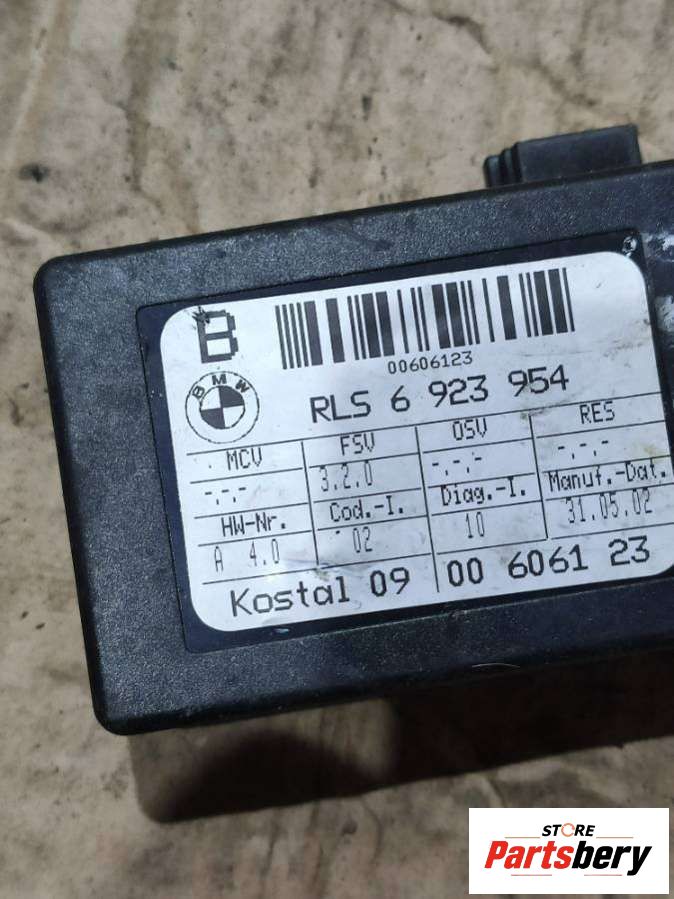 B
00606123
BMW
RLS 6 923 954
MCV FSV OSV RES
-.-.- 3.2.0 -.-.- -.-.-
HW-Nr. Cod.-I. Diag.-I. Manuf.-Dat.
A 4.0 02 10 31.05.02
Kostal 09 00 6061 23
STORE
Partsbery